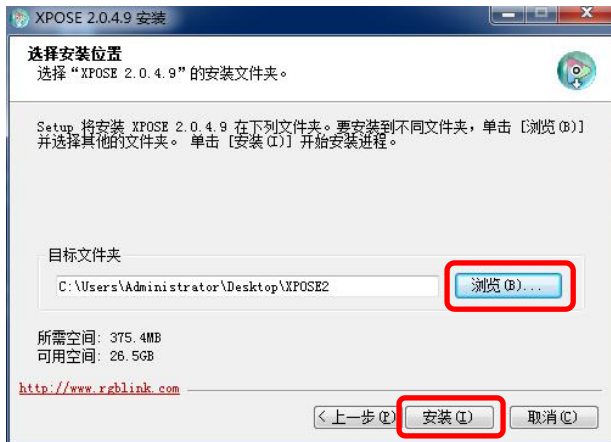 XPOSE 2.0.4.9 安装
选择安装位置
选择“XPOSE 2.0.4.9”的安装文件夹。
Setup 将安装 XPOSE 2.0.4.9 在下列文件夹。要安装到不同文件夹，单击 [浏览(B)]
并选择其他的文件夹。 单击 [安装(I)] 开始安装进程。
目标文件夹
C:\Users\Administrator\Desktop\XPOSE2
浏览(B)...
所需空间: 375.4MB
可用空间: 26.5GB
http://www.rgblink.com
<上一步(P) 安装(I) 取消(C)